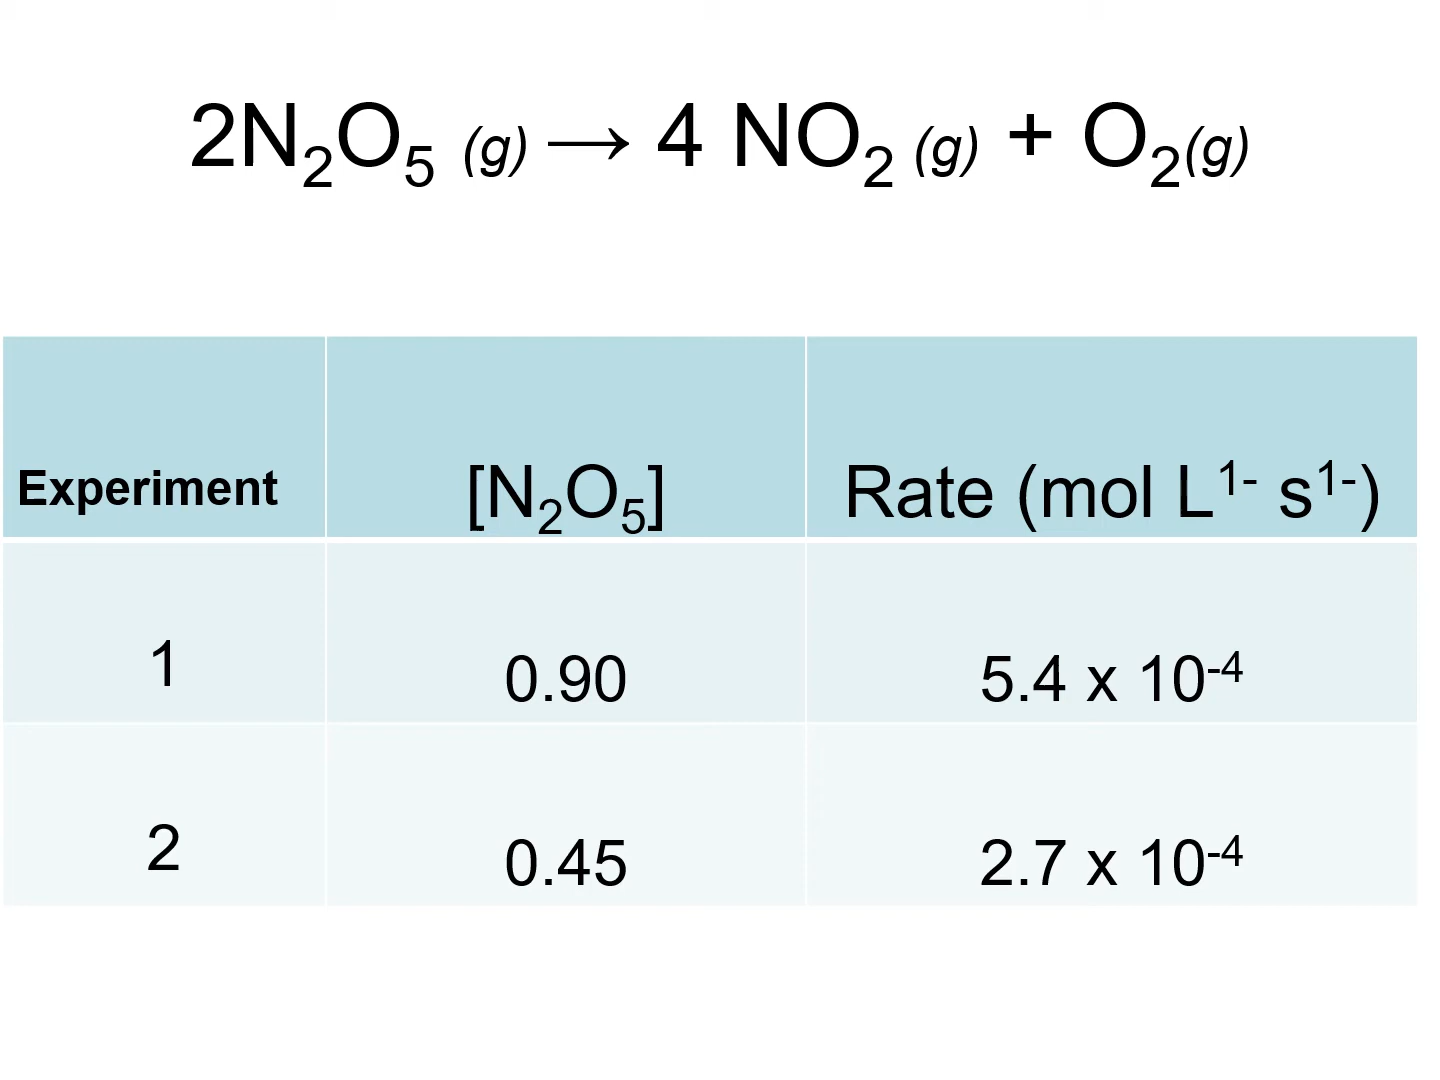 2N₂O₅ (g) → 4 NO₂ (g) + O₂(g)
Experiment [N₂O₅] Rate (mol L¹⁻ s¹⁻)
1 0.90 5.4 x 10⁻⁴
2 0.45 2.7 x 10⁻⁴